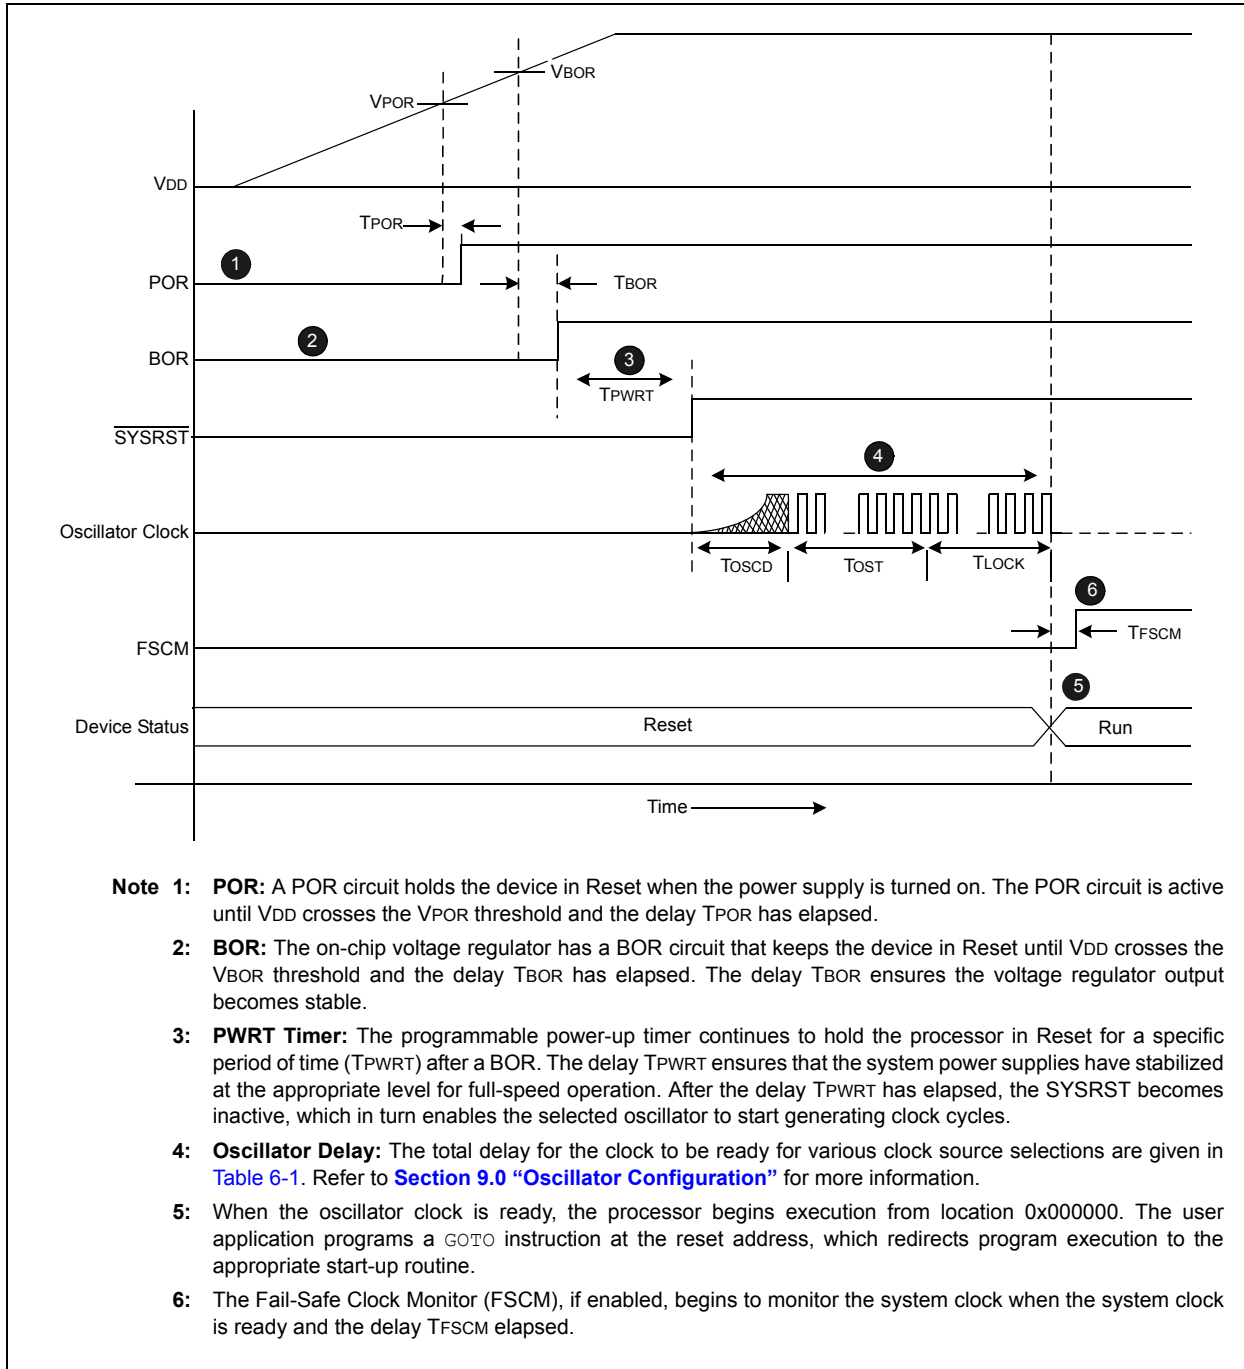 VBOR
VPOR
VDD
TPOR
1
POR
TBOR
2
BOR
3
TPWRT
SYSRST
4
Oscillator Clock
TOSCD
TOST
TLOCK
6
TFSCM
FSCM
5
Device Status
Reset
Run
Time
Note 1: POR: A POR circuit holds the device in Reset when the power supply is turned on. The POR circuit is active
until VDD crosses the VPOR threshold and the delay TPOR has elapsed.
2: BOR: The on-chip voltage regulator has a BOR circuit that keeps the device in Reset until VDD crosses the
VBOR threshold and the delay TBOR has elapsed. The delay TBOR ensures the voltage regulator output
becomes stable.
3: PWRT Timer: The programmable power-up timer continues to hold the processor in Reset for a specific
period of time (TPWRT) after a BOR. The delay TPWRT ensures that the system power supplies have stabilized
at the appropriate level for full-speed operation. After the delay TPWRT has elapsed, the SYSRST becomes
inactive, which in turn enables the selected oscillator to start generating clock cycles.
4: Oscillator Delay: The total delay for the clock to be ready for various clock source selections are given in
Table 6-1. Refer to Section 9.0 “Oscillator Configuration” for more information.
5: When the oscillator clock is ready, the processor begins execution from location 0x000000. The user
application programs a GOTO instruction at the reset address, which redirects program execution to the
appropriate start-up routine.
6: The Fail-Safe Clock Monitor (FSCM), if enabled, begins to monitor the system clock when the system clock
is ready and the delay TFSCM elapsed.